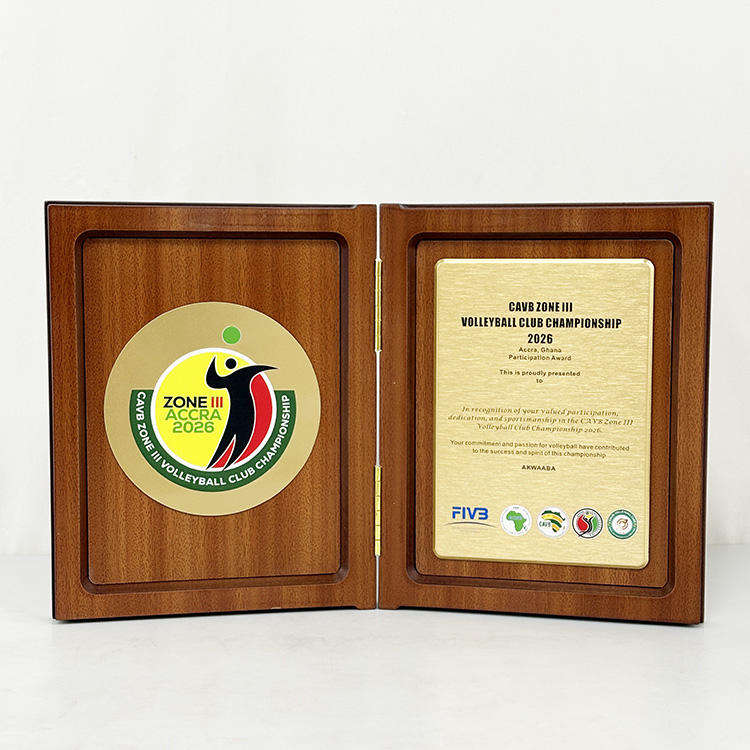 ZONE III
ACCRA
2026
CAVB ZONE III VOLLEYBALL CLUB CHAMPIONSHIP
CAVB ZONE III
VOLLEYBALL CLUB CHAMPIONSHIP
2026
Accra, Ghana
Participation Award
This is proudly presented
to
In recognition of your valued participation,
dedication, and sportsmanship in the CAVB Zone III
Volleyball Club Championship 2026.
Your commitment and passion for volleyball have contributed
to the success and spirit of this championship
AKWAABA
FIVB
CAVB